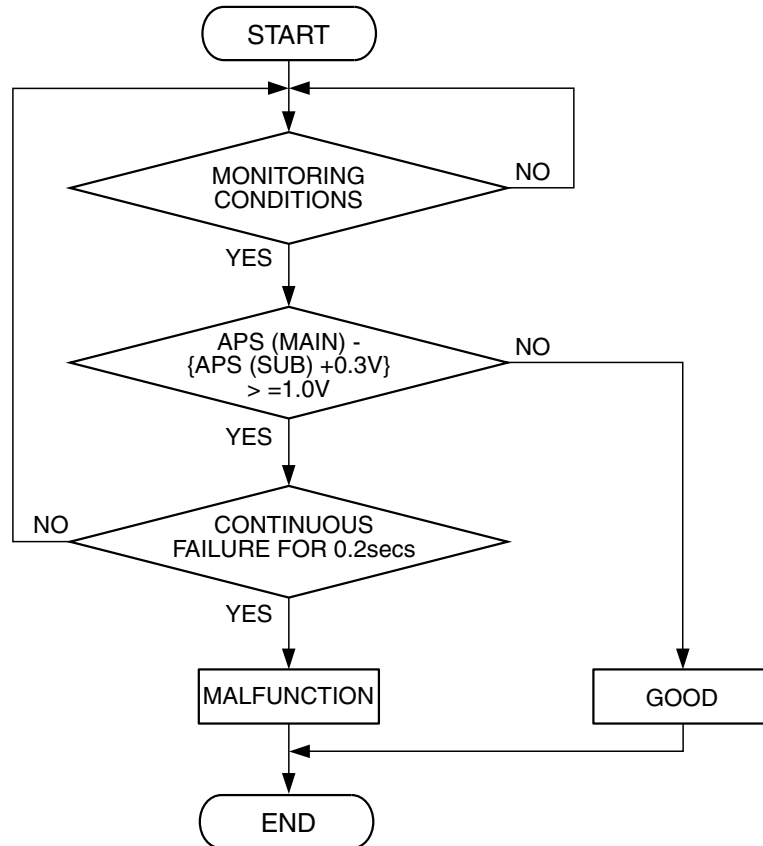 START
MONITORING
CONDITIONS
NO
YES
APS (MAIN) -
{APS (SUB) +0.3V}
> =1.0V
NO
YES
CONTINUOUS
FAILURE FOR 0.2secs
NO
YES
MALFUNCTION
GOOD
END